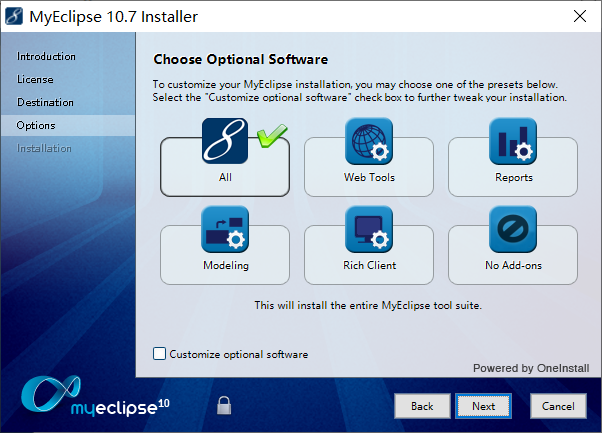 MyEclipse 10.7 Installer
Introduction
License
Destination
Options
Installation
Choose Optional Software
To customize your MyEclipse installation, you may choose one of the presets below.
Select the "Customize optional software" check box to further tweak your installation.
All
Web Tools
Reports
Modeling
Rich Client
No Add-ons
This will install the entire MyEclipse tool suite.
Customize optional software
Powered by OneInstall
myeclipse10
Back
Next
Cancel